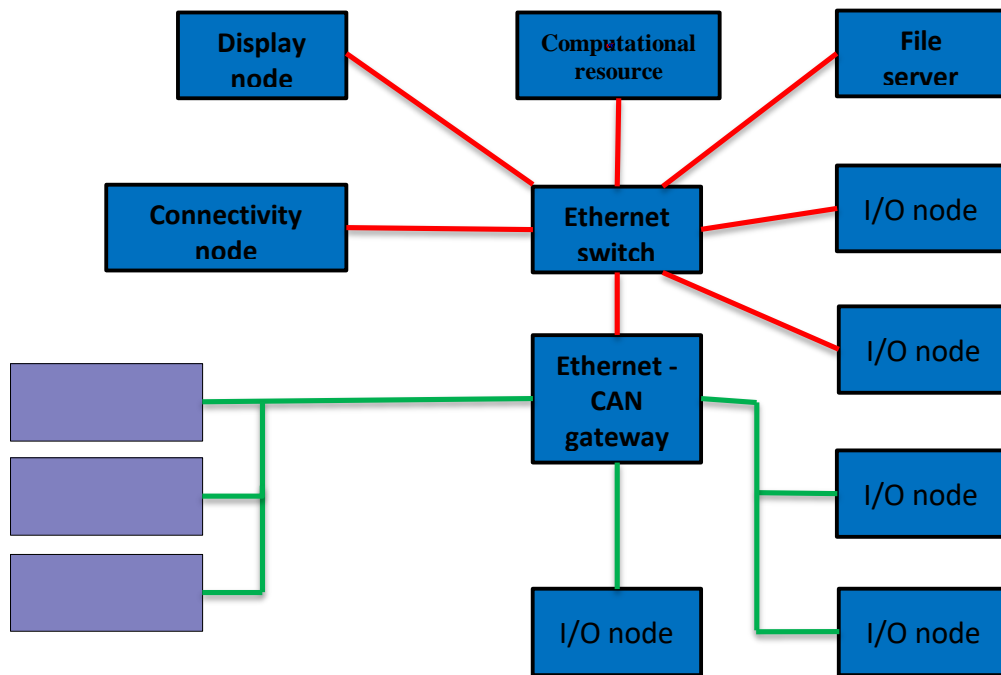 Display
node
Computational
resource
File
server
Connectivity
node
Ethernet
switch
I/O node
I/O node
Ethernet -
CAN
gateway
I/O node
I/O node
I/O node